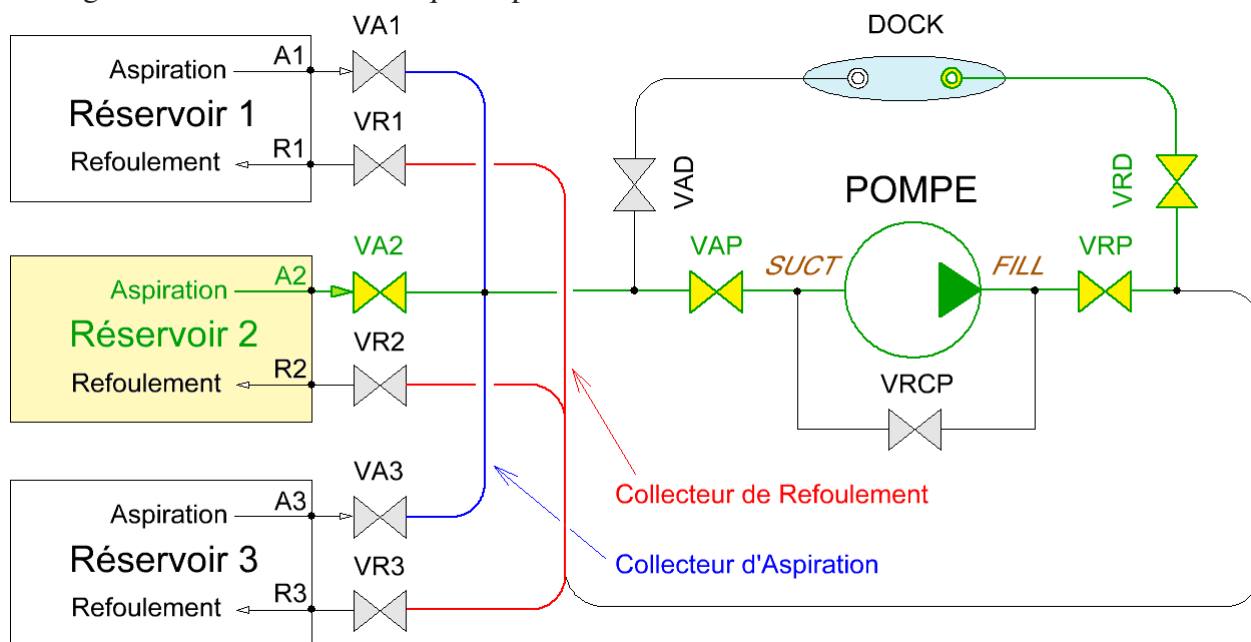 DOCK
VA1
A1
Aspiration
Réservoir 1
VR1
R1
Refoulement
VAD
VRD
POMPE
VA2
A2
Aspiration
Réservoir 2
VAP
SUCT
FILL
VRP
VR2
R2
Refoulement
VRCP
VA3
A3
Aspiration
Réservoir 3
VR3
R3
Refoulement
Collecteur de Refoulement
Collecteur d'Aspiration